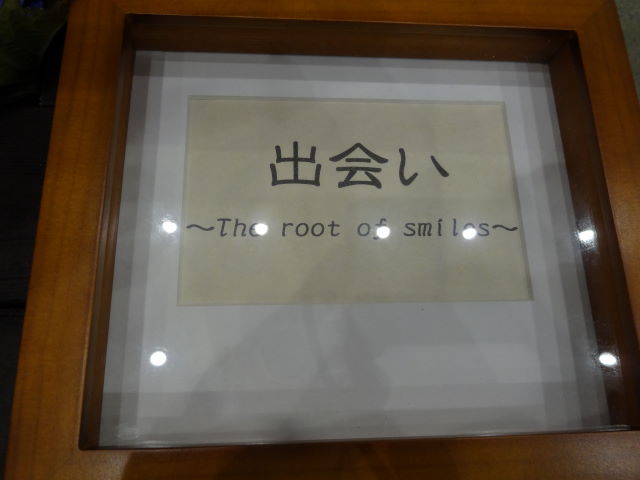 出会い
～The root of smiles～